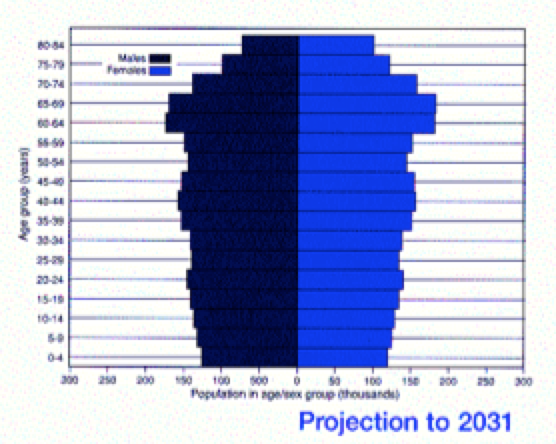 80-84
Males
75-79
Females
70-74
65-69
60-64
55-59
50-54
45-49
40-44
35-39
30-34
25-29
20-24
15-19
10-14
5-9
0-4
Age group (years)
300 250 200 150 100 500 0 50 100 150 200 250 300
Population in age/sex group (thousands)
Projection to 2031